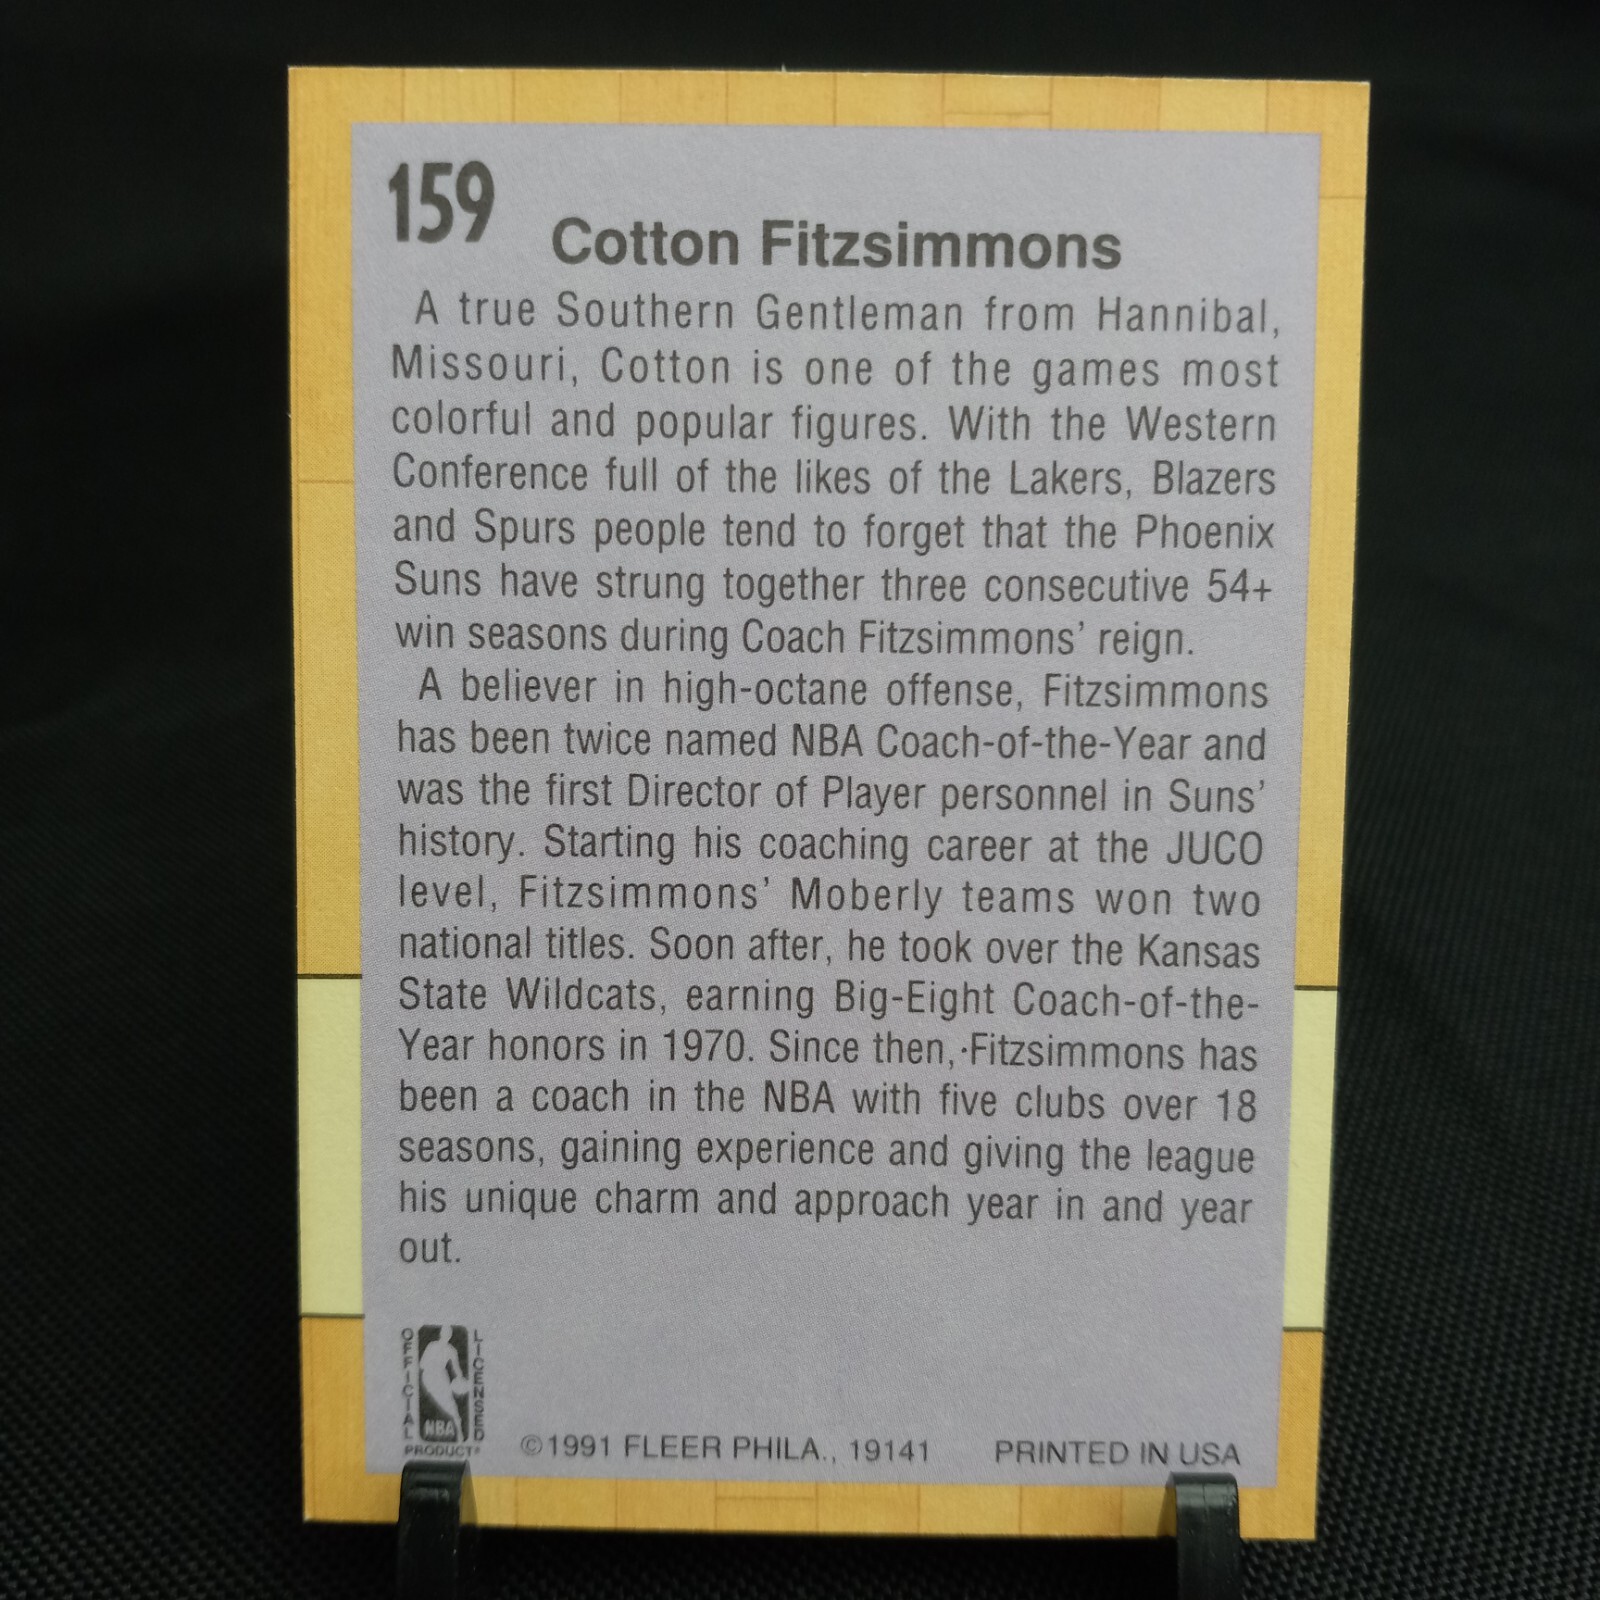 159
Cotton Fitzsimmons
A true Southern Gentleman from Hannibal,
Missouri, Cotton is one of the games most
colorful and popular figures. With the Western
Conference full of the likes of the Lakers, Blazers
and Spurs people tend to forget that the Phoenix
Suns have strung together three consecutive 54+
win seasons during Coach Fitzsimmons' reign.
A believer in high-octane offense, Fitzsimmons
has been twice named NBA Coach-of-the-Year and
was the first Director of Player personnel in Suns'
history. Starting his coaching career at the JUCO
level, Fitzsimmons' Moberly teams won two
national titles. Soon after, he took over the Kansas
State Wildcats, earning Big-Eight Coach-of-the-
Year honors in 1970. Since then, Fitzsimmons has
been a coach in the NBA with five clubs over 18
seasons, gaining experience and giving the league
his unique charm and approach year in and year
out.
OFFICIAL
NBA
LICENSED
PRODUCT®
©1991 FLEER PHILA., 19141 PRINTED IN USA